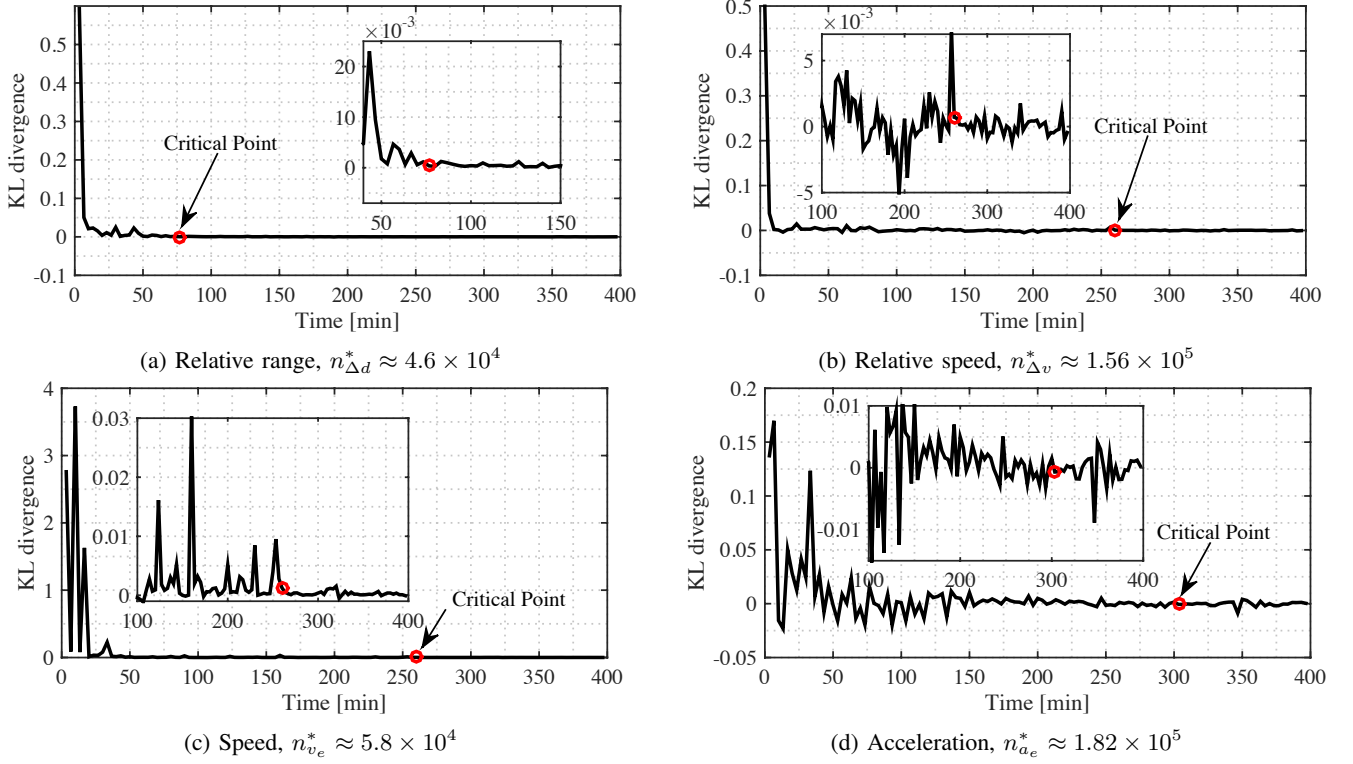 0.5
0.4
0.3
0.2
0.1
0
-0.1
KL divergence
×10⁻³
20
10
0
50 100 150
Critical Point
0 50 100 150 200 250 300 350 400
Time [min]
(a) Relative range, n*Δd ≈ 4.6 × 10⁴
0.5
0.4
0.3
0.2
0.1
0
-0.1
KL divergence
×10⁻³
5
0
-5
100 200 300 400
Critical Point
0 50 100 150 200 250 300 350 400
Time [min]
(b) Relative speed, n*Δv ≈ 1.56 × 10⁵
4
3
2
1
0
KL divergence
0.03
0.02
0.01
0
100 200 300 400
Critical Point
0 50 100 150 200 250 300 350 400
Time [min]
(c) Speed, n*vₑ ≈ 5.8 × 10⁴
0.2
0.15
0.1
0.05
0
-0.05
KL divergence
0.01
0
-0.01
100 200 300 400
Critical Point
0 50 100 150 200 250 300 350 400
Time [min]
(d) Acceleration, n*aₑ ≈ 1.82 × 10⁵